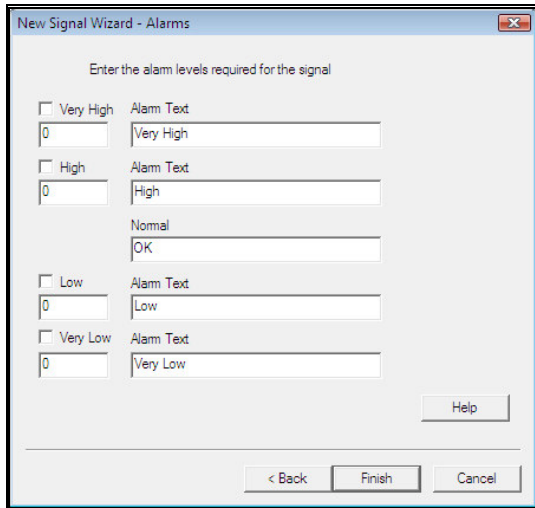 New Signal Wizard - Alarms
Enter the alarm levels required for the signal
Very High Alarm Text
0 Very High
High Alarm Text
0 High
Normal
OK
Low Alarm Text
0 Low
Very Low Alarm Text
0 Very Low
Help
< Back Finish Cancel